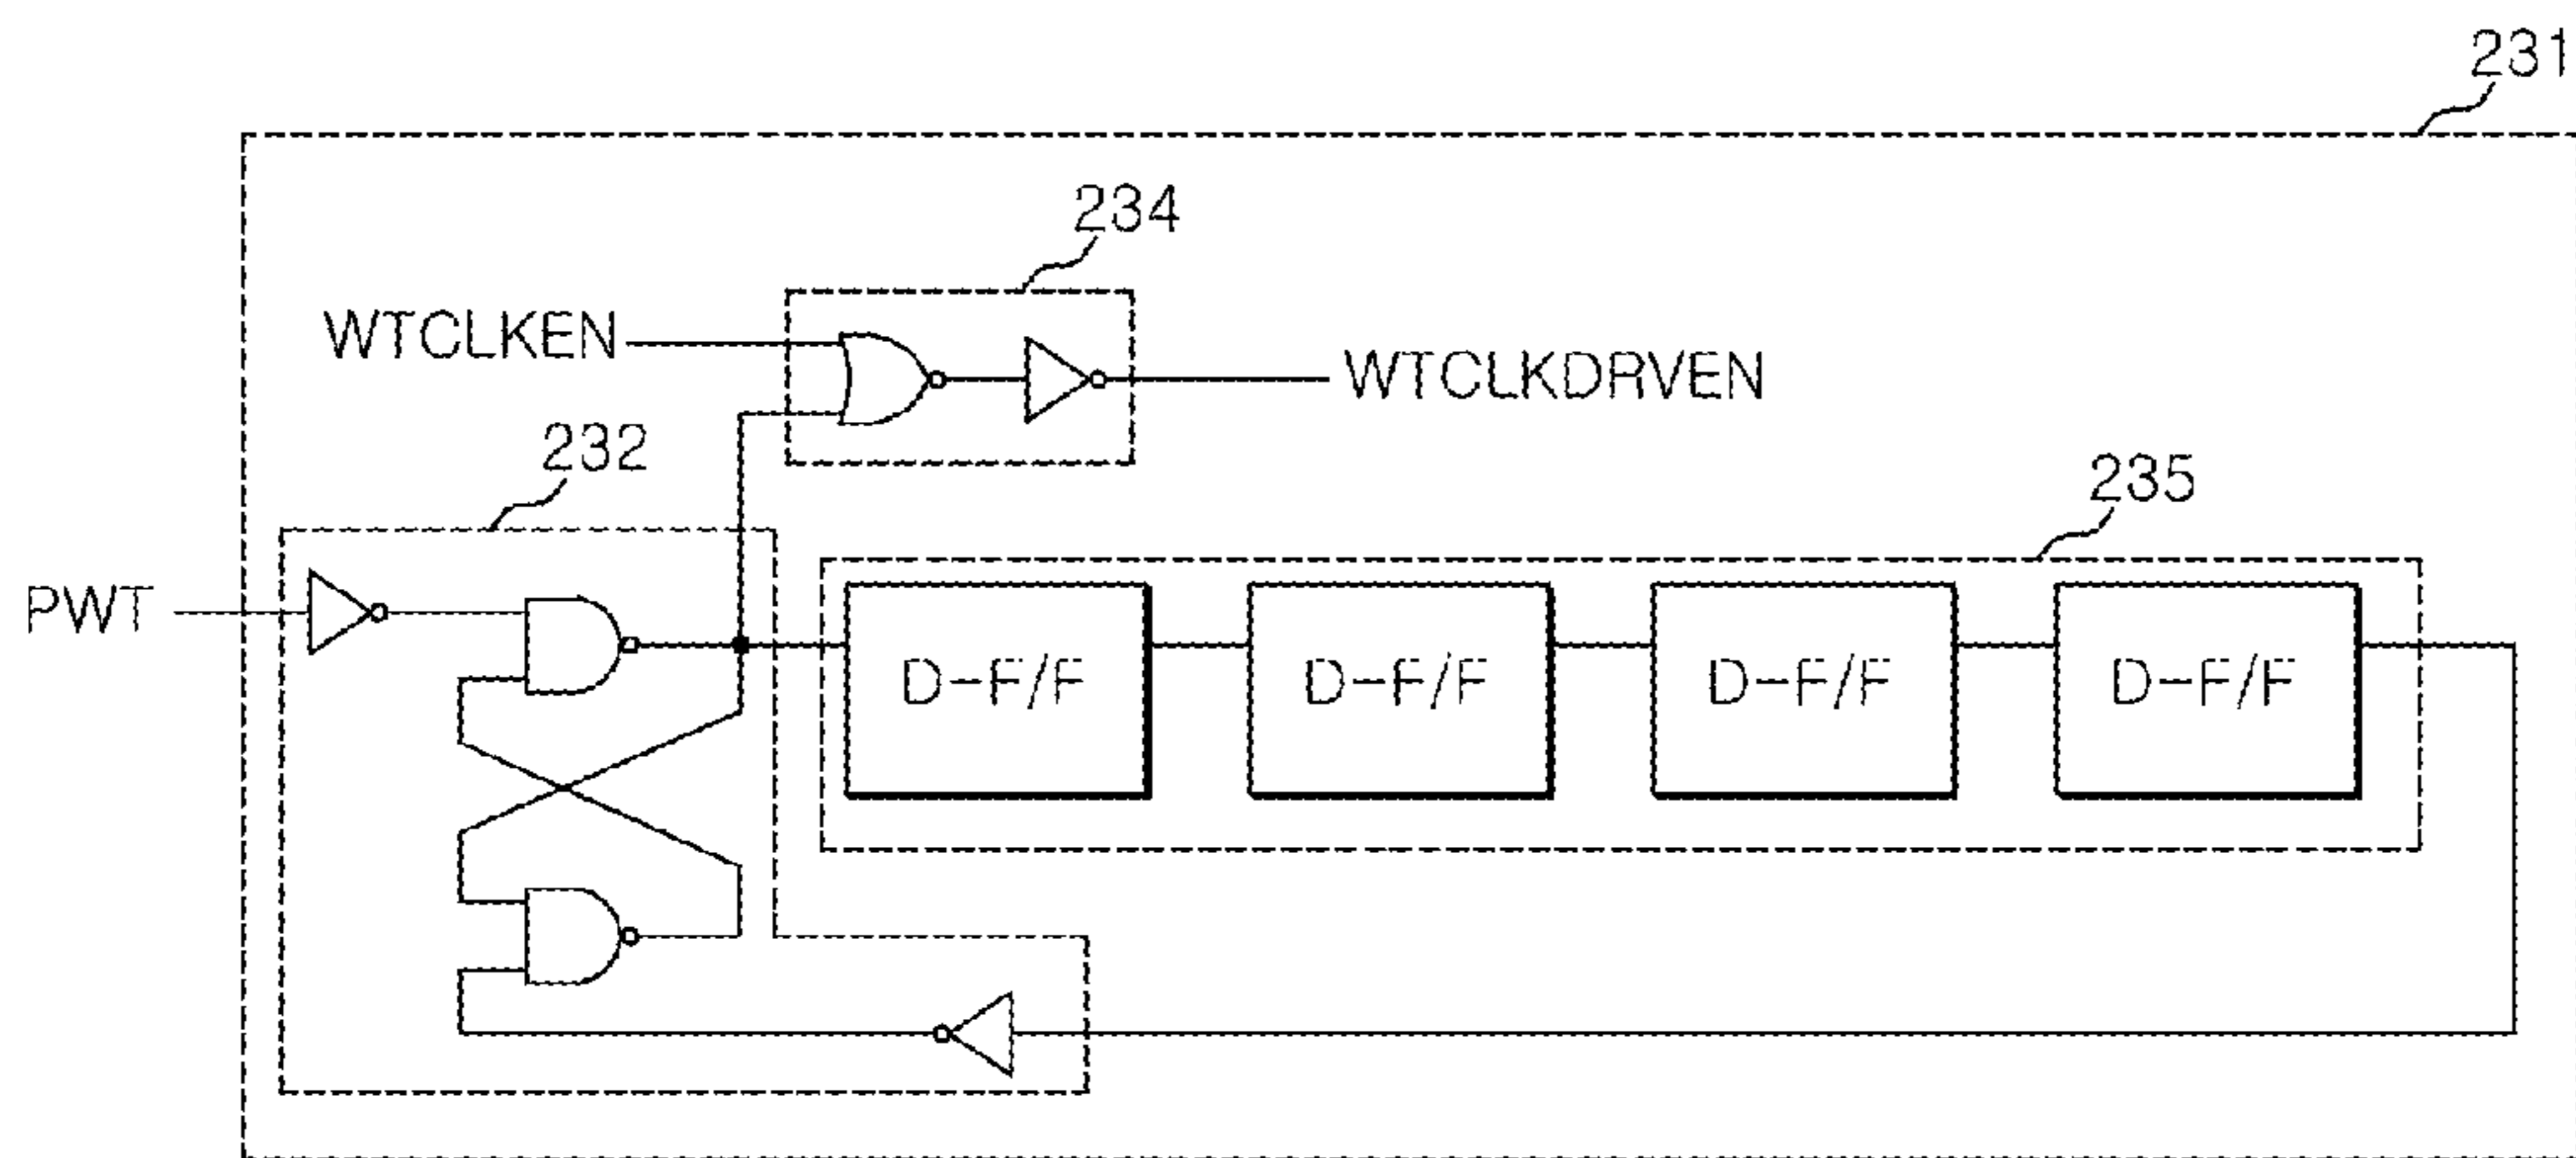 231
234
WTCLKEN
WTCLKDRVEN
232
235
PWT
D-F/F
D-F/F
D-F/F
D-F/F